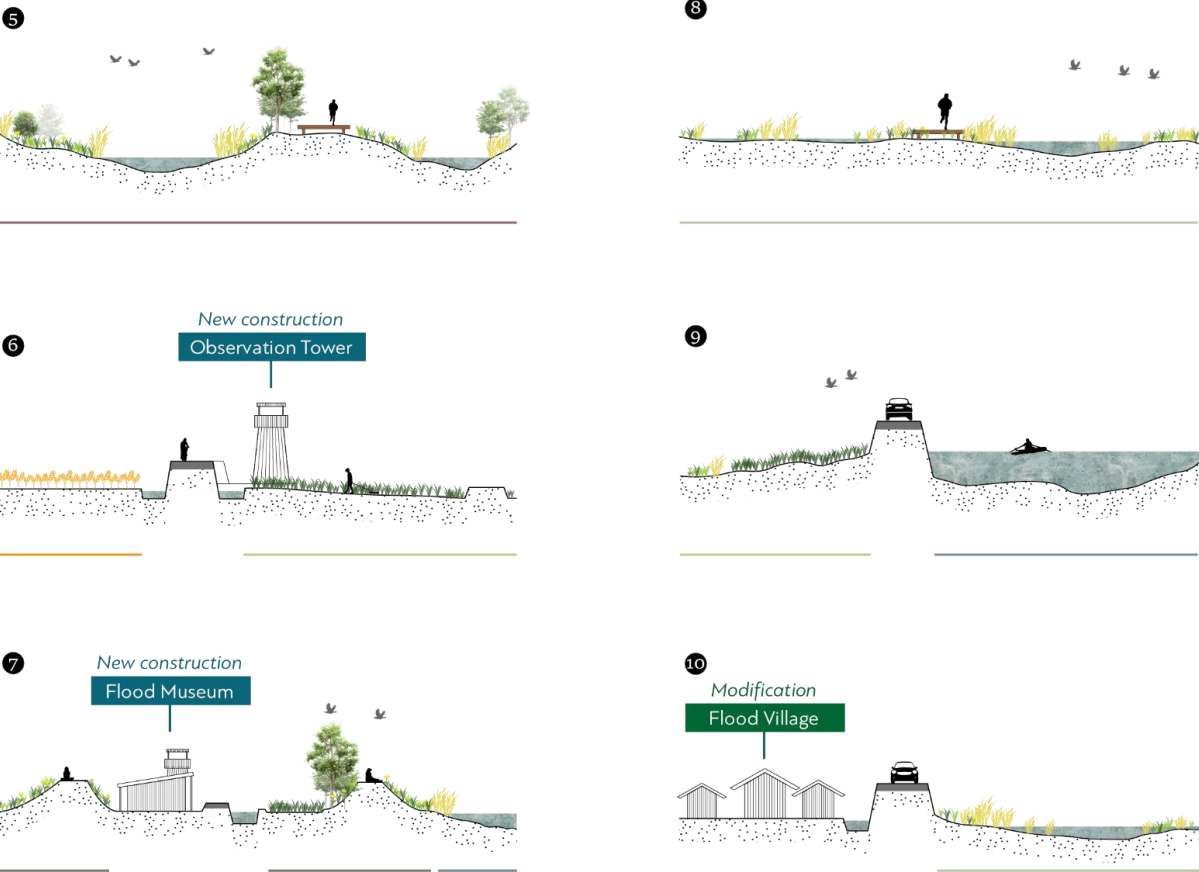 5
8
New construction
Observation Tower
6
9
7
New construction
Flood Museum
10
Modification
Flood Village